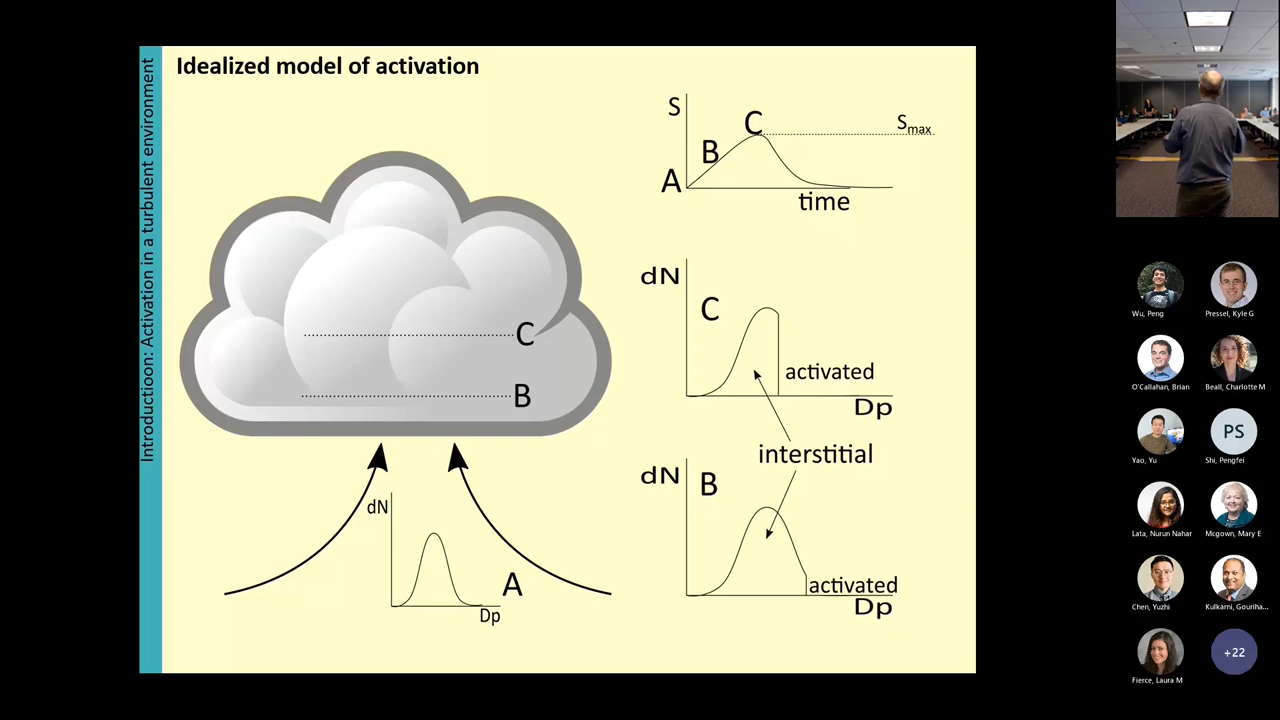 Introductioon: Activation in a turbulent environment
Idealized model of activation
S
C
Smax
B
A
time
dN
C
activated
Dp
interstitial
dN
B
activated
Dp
C
B
dN
A
Dp
Wu, Peng
Pressel, Kyle G
O'Callahan, Brian
Beall, Charlotte M
Yao, Yu
PS
Shi, Pengfei
Lata, Nurun Nahar
Mcgown, Mary E
Chen, Yuzhi
Kulkarni, Gouriha...
Fierce, Laura M
+22